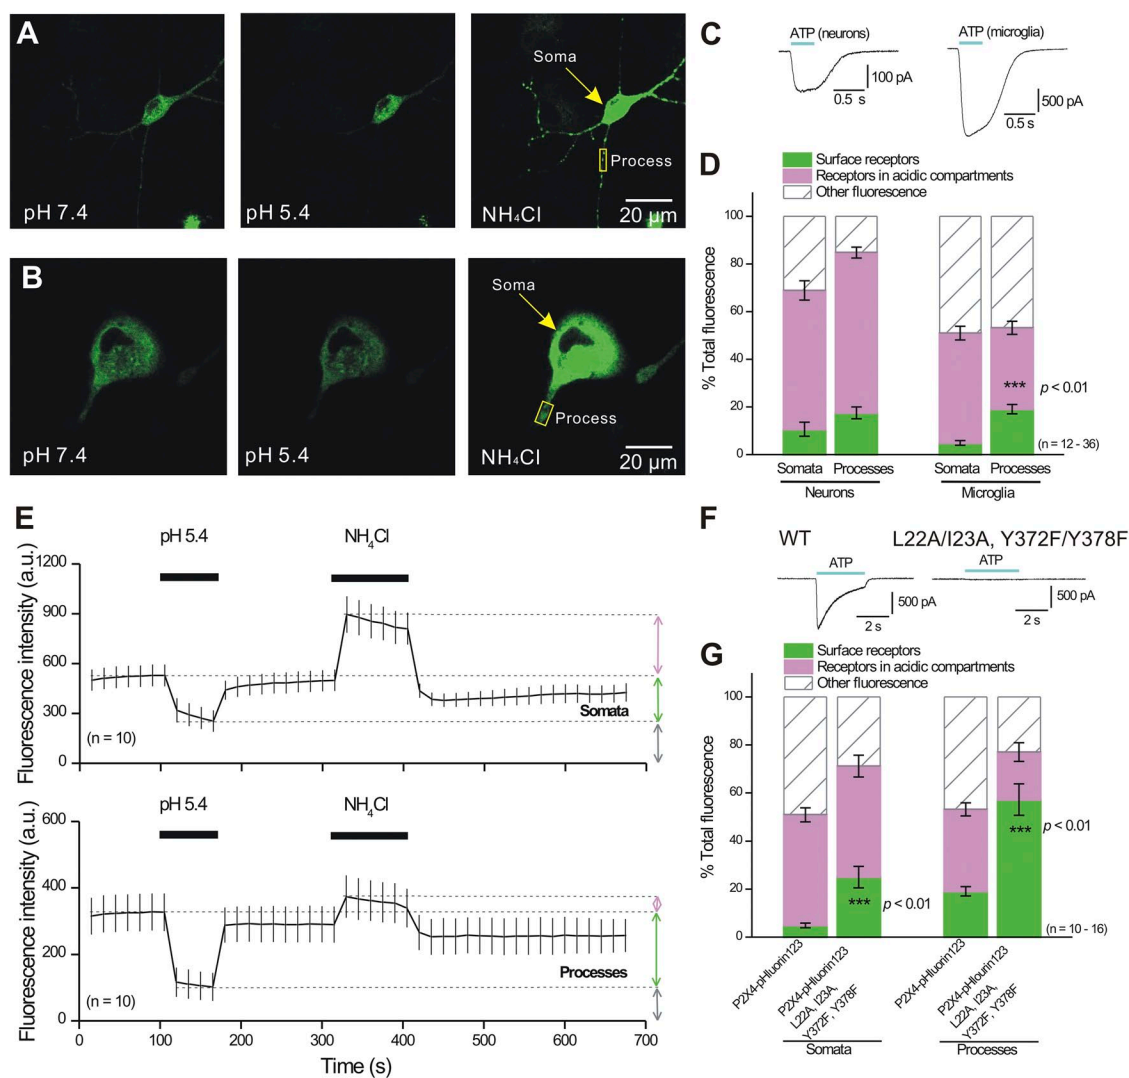 A
Soma
Process
pH 7.4
pH 5.4
NH4Cl
20 µm
B
Soma
Process
pH 7.4
pH 5.4
NH4Cl
20 µm
C
ATP (neurons)
100 pA
0.5 s
ATP (microglia)
500 pA
0.5 s
D
Surface receptors
Receptors in acidic compartments
Other fluorescence
% Total fluorescence
100
80
60
40
20
0
*** p < 0.01
(n = 12 - 36)
Somata Processes
Neurons
Somata Processes
Microglia
E
pH 5.4
NH4Cl
Fluorescence intensity (a.u.)
1200
900
600
300
0
Somata
(n = 10)
pH 5.4
NH4Cl
Fluorescence intensity (a.u.)
600
400
200
0
Processes
(n = 10)
0 100 200 300 400 500 600 700
Time (s)
F
WT
ATP
500 pA
2 s
L22A/I23A, Y372F/Y378F
ATP
500 pA
2 s
G
Surface receptors
Receptors in acidic compartments
Other fluorescence
% Total fluorescence
100
80
60
40
20
0
*** p < 0.01
*** p < 0.01
(n = 10 - 16)
P2X4-pHluorin123
P2X4-pHluorin123
L22A, I23A,
Y372F, Y378F
Somata
P2X4-pHluorin123
P2X4-pHlourin123
L22A, I23A,
Y372F, Y378F
Processes